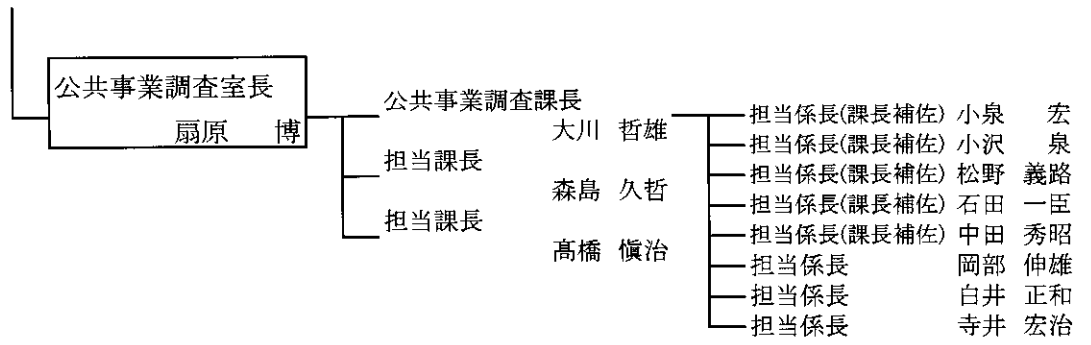 公共事業調査室長
扇原　博
公共事業調査課長
大川 哲雄
担当課長
森島 久哲
担当課長
髙橋 愼治
担当係長(課長補佐) 小泉　宏
担当係長(課長補佐) 小沢　泉
担当係長(課長補佐) 松野 義路
担当係長(課長補佐) 石田 一臣
担当係長(課長補佐) 中田 秀昭
担当係長 岡部 伸雄
担当係長 白井 正和
担当係長 寺井 宏治